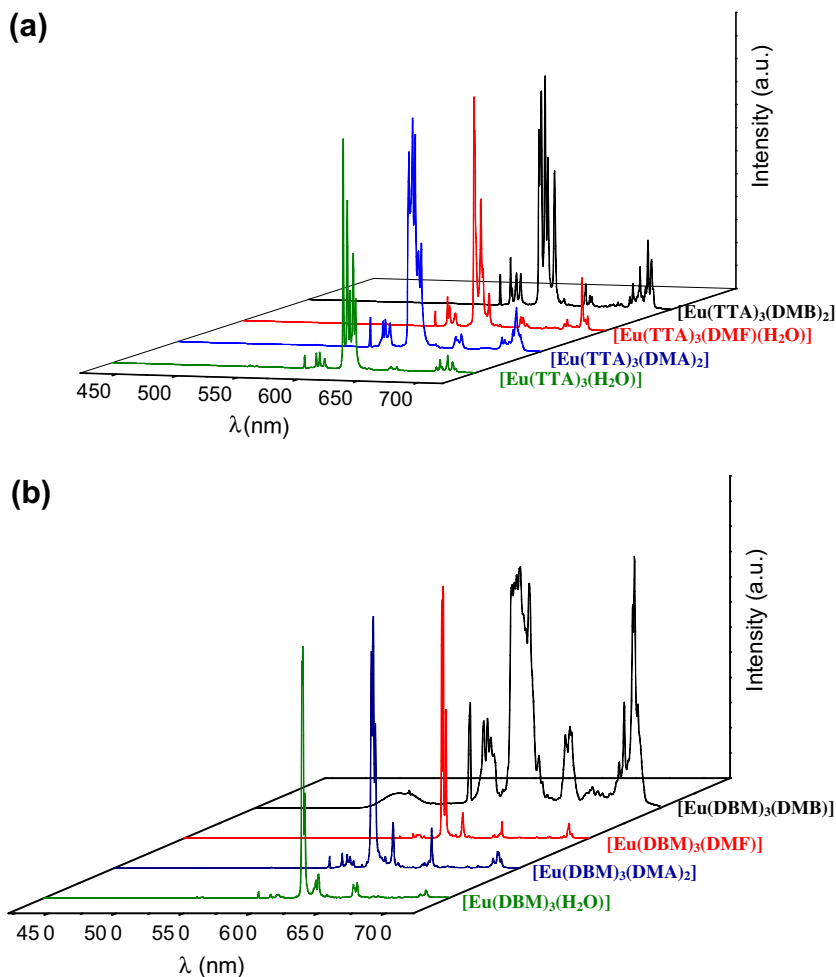 (a)
Intensity (a.u.)
[Eu(TTA)₃(DMB)₂]
[Eu(TTA)₃(DMF)(H₂O)]
[Eu(TTA)₃(DMA)₂]
[Eu(TTA)₃(H₂O)]
450 500 550 600 650 700
λ(nm)
(b)
Intensity (a.u.)
[Eu(DBM)₃(DMB)]
[Eu(DBM)₃(DMF)]
[Eu(DBM)₃(DMA)₂]
[Eu(DBM)₃(H₂O)]
450 500 550 600 650 700
λ (nm)